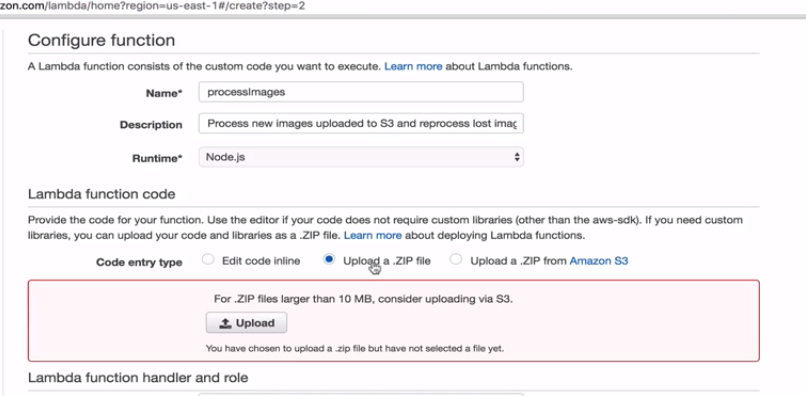 zon.com/lambda/home?region=us-east-1#/create?step=2
Configure function
A Lambda function consists of the custom code you want to execute. Learn more about Lambda functions.
Name* processImages
Description Process new images uploaded to S3 and reprocess lost imag
Runtime* Node.js
Lambda function code
Provide the code for your function. Use the editor if your code does not require custom libraries (other than the aws-sdk). If you need custom
libraries, you can upload your code and libraries as a .ZIP file. Learn more about deploying Lambda functions.
Code entry type Edit code inline Upload a .ZIP file Upload a .ZIP from Amazon S3
For .ZIP files larger than 10 MB, consider uploading via S3.
Upload
You have chosen to upload a .zip file but have not selected a file yet.
Lambda function handler and role